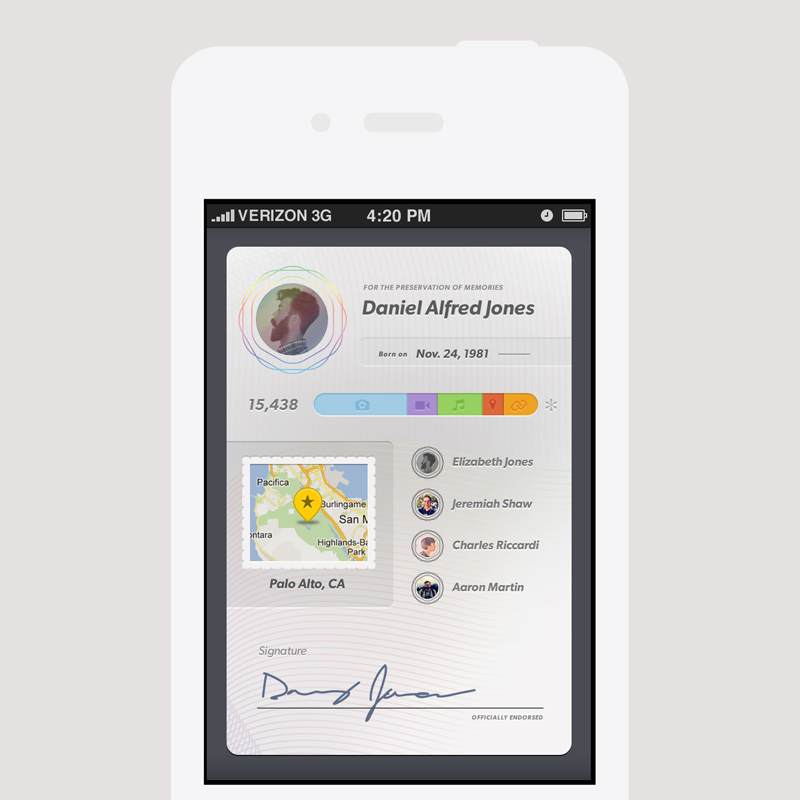 VERIZON 3G 4:20 PM
FOR THE PRESERVATION OF MEMORIES
Daniel Alfred Jones
Born on Nov. 24, 1981
15,438
Elizabeth Jones
Jeremiah Shaw
Charles Riccardi
Aaron Martin
Pacifica
Burlingame
San M
ontara
Highlands-Ba
Park
Palo Alto, CA
Signature
OFFICIALLY ENDORSED